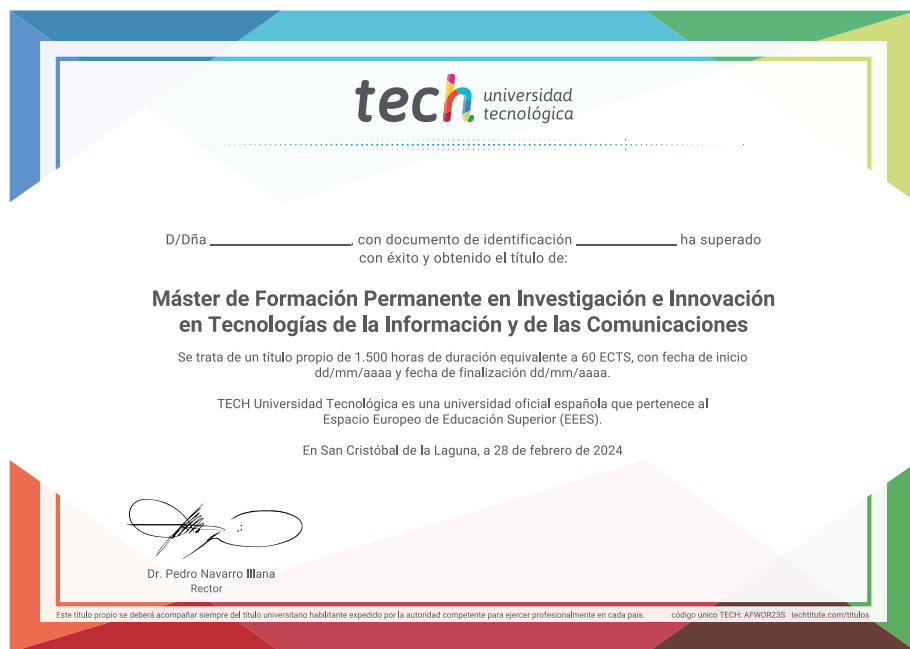 tech universidad
tecnológica
D/Dña ________________, con documento de identificación ____________ ha superado
con éxito y obtenido el título de:
Máster de Formación Permanente en Investigación e Innovación
en Tecnologías de la Información y de las Comunicaciones
Se trata de un título propio de 1.500 horas de duración equivalente a 60 ECTS, con fecha de inicio
dd/mm/aaaa y fecha de finalización dd/mm/aaaa.
TECH Universidad Tecnológica es una universidad oficial española que pertenece al
Espacio Europeo de Educación Superior (EEES).
En San Cristóbal de la Laguna, a 28 de febrero de 2024
Dr. Pedro Navarro Illana
Rector
Este título propio se deberá acompañar siempre del título universitario habilitante expedido por la autoridad competente para ejercer profesionalmente en cada país. código único TECH: AFWOR23S techtitute.com/titulos